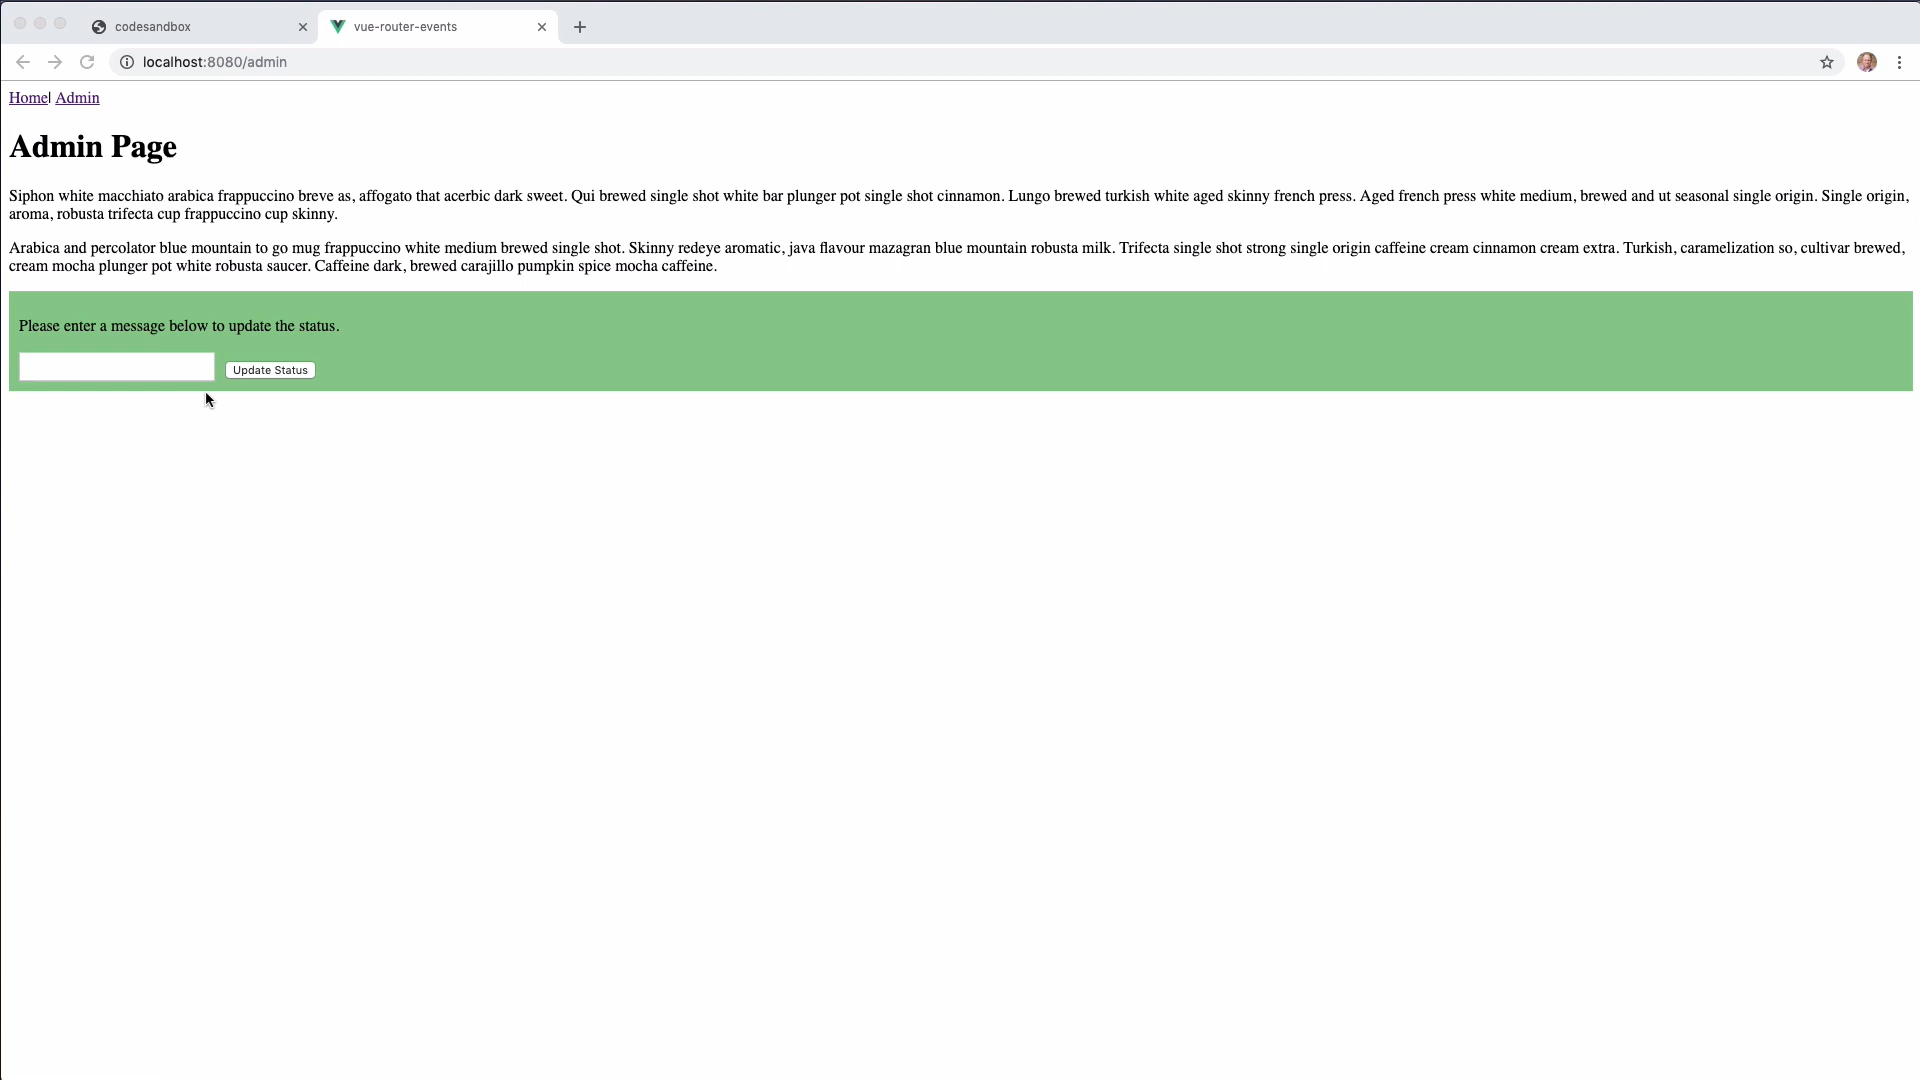 codesandbox
vue-router-events
localhost:8080/admin
Home| Admin
Admin Page
Siphon white macchiato arabica frappuccino breve as, affogato that acerbic dark sweet. Qui brewed single shot white bar plunger pot single shot cinnamon. Lungo brewed turkish white aged skinny french press. Aged french press white medium, brewed and ut seasonal single origin. Single origin,
aroma, robusta trifecta cup frappuccino cup skinny.
Arabica and percolator blue mountain to go mug frappuccino white medium brewed single shot. Skinny redeye aromatic, java flavour mazagran blue mountain robusta milk. Trifecta single shot strong single origin caffeine cream cinnamon cream extra. Turkish, caramelization so, cultivar brewed,
cream mocha plunger pot white robusta saucer. Caffeine dark, brewed carajillo pumpkin spice mocha caffeine.
Please enter a message below to update the status.
Update Status